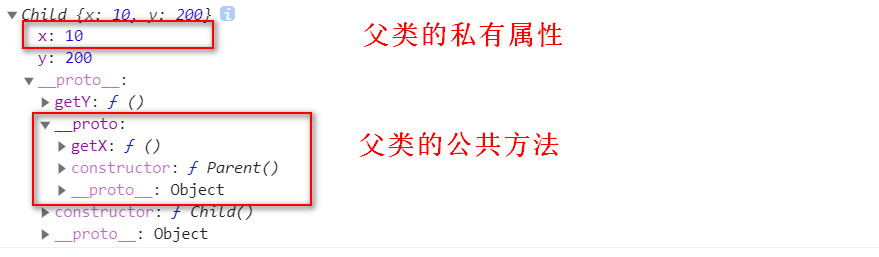 Child {x: 10, y: 200} i
x: 10
父类的私有属性
y: 200
__proto__:
getY: ƒ ()
__proto:
getX: ƒ ()
父类的公共方法
constructor: ƒ Parent()
__proto__: Object
constructor: ƒ Child()
__proto__: Object